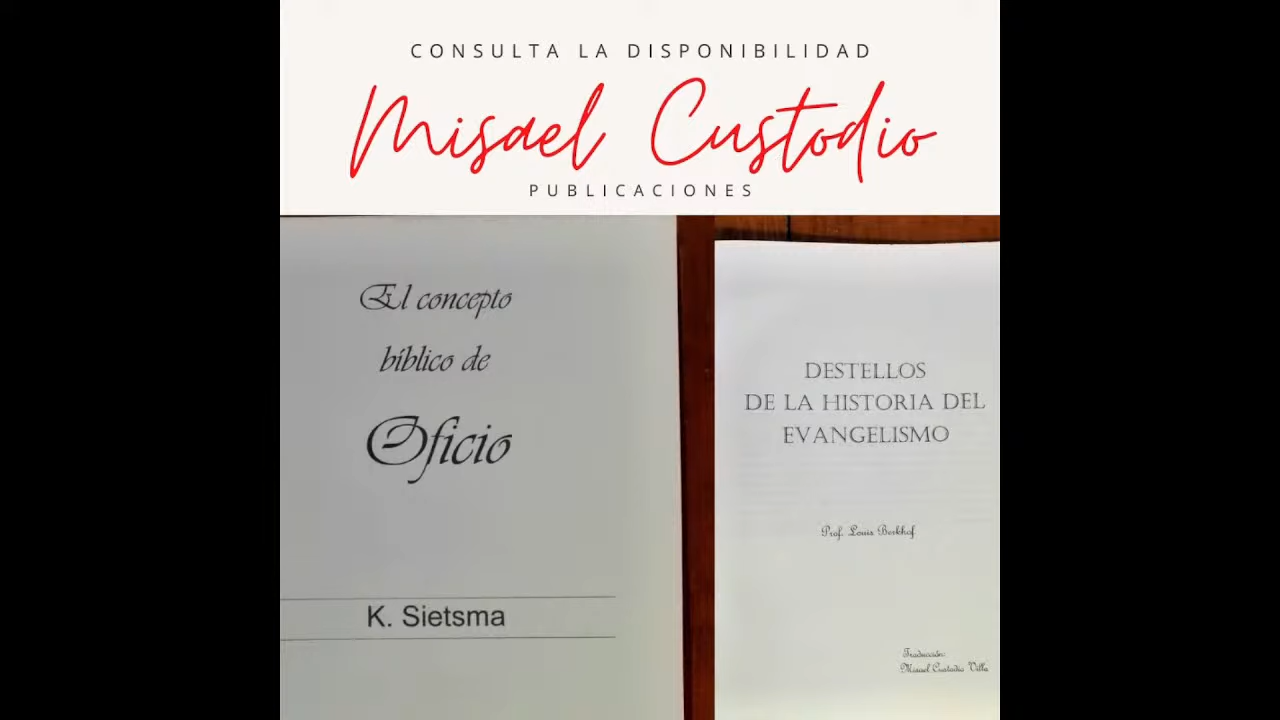 CONSULTA LA DISPONIBILIDAD
Misael Custodio
PUBLICACIONES
El concepto
bíblico de
Oficio
K. Sietsma
DESTELLOS
DE LA HISTORIA DEL
EVANGELISMO
Prof. Louis Berkhof
Traducción:
Misael Custodio Villa